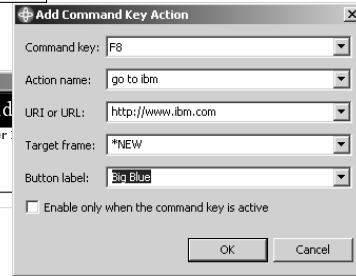 Add Command Key Action
Command key: F8
Action name: go to ibm
URI or URL: http://www.ibm.com
Target frame: *NEW
Button label: Big Blue
Enable only when the command key is active
OK Cancel